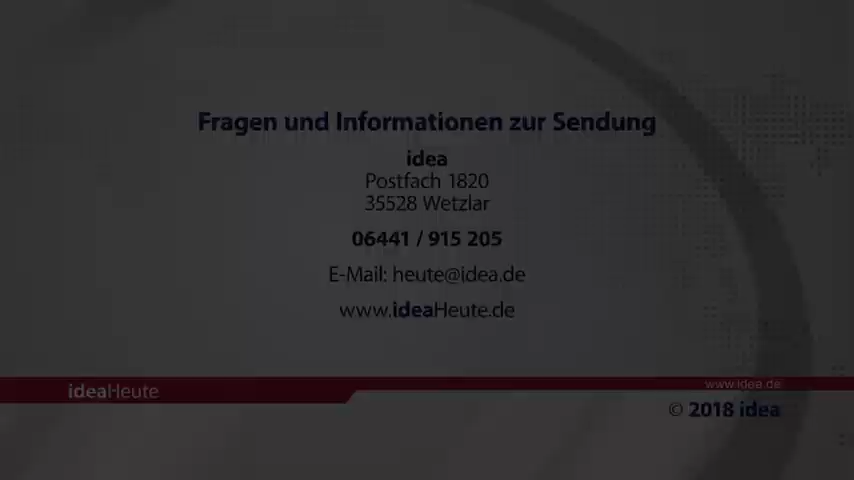 Fragen und Informationen zur Sendung
idea
Postfach 1820
35528 Wetzlar
06441 / 915 205
E-Mail: heute@idea.de
www.ideaHeute.de
www.idea.de
ideaHeute
© 2018 idea